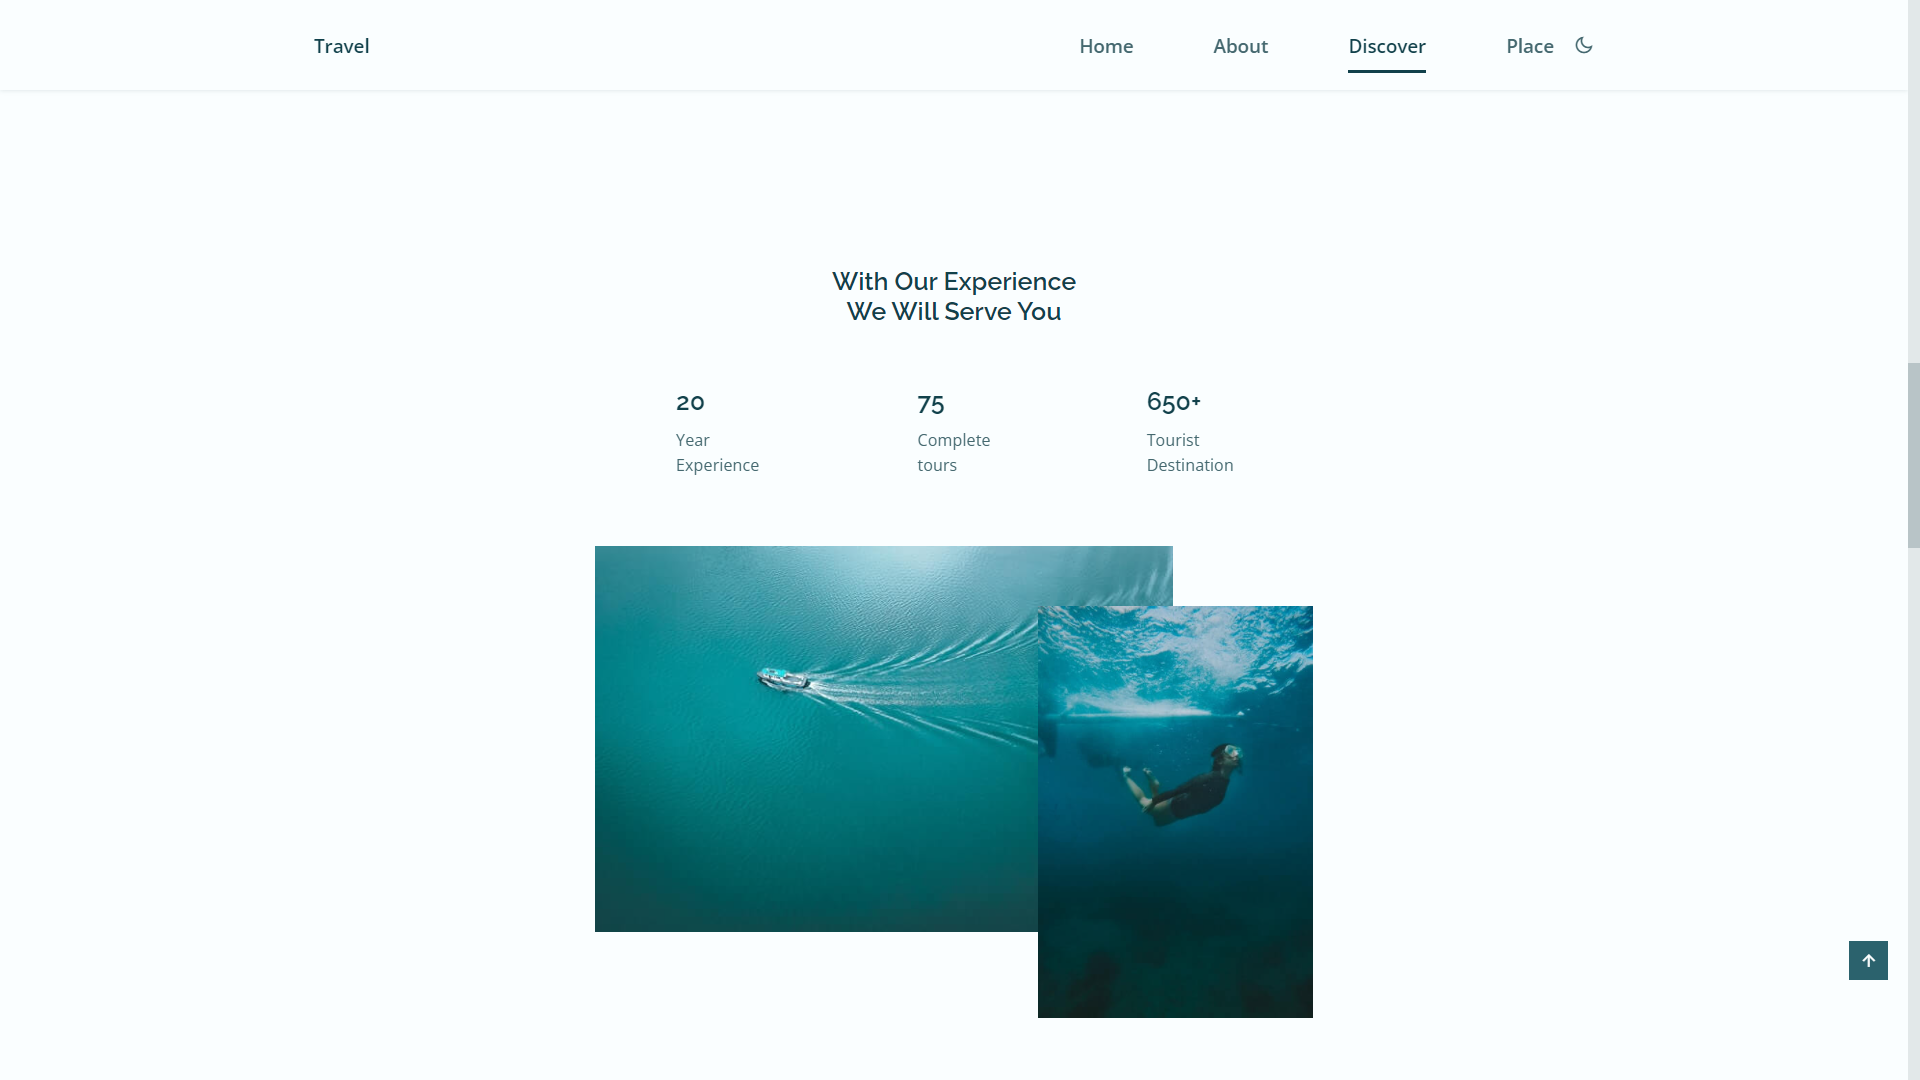 Travel
Home
About
Discover
Place
With Our Experience
We Will Serve You
20
Year
Experience
75
Complete
tours
650+
Tourist
Destination